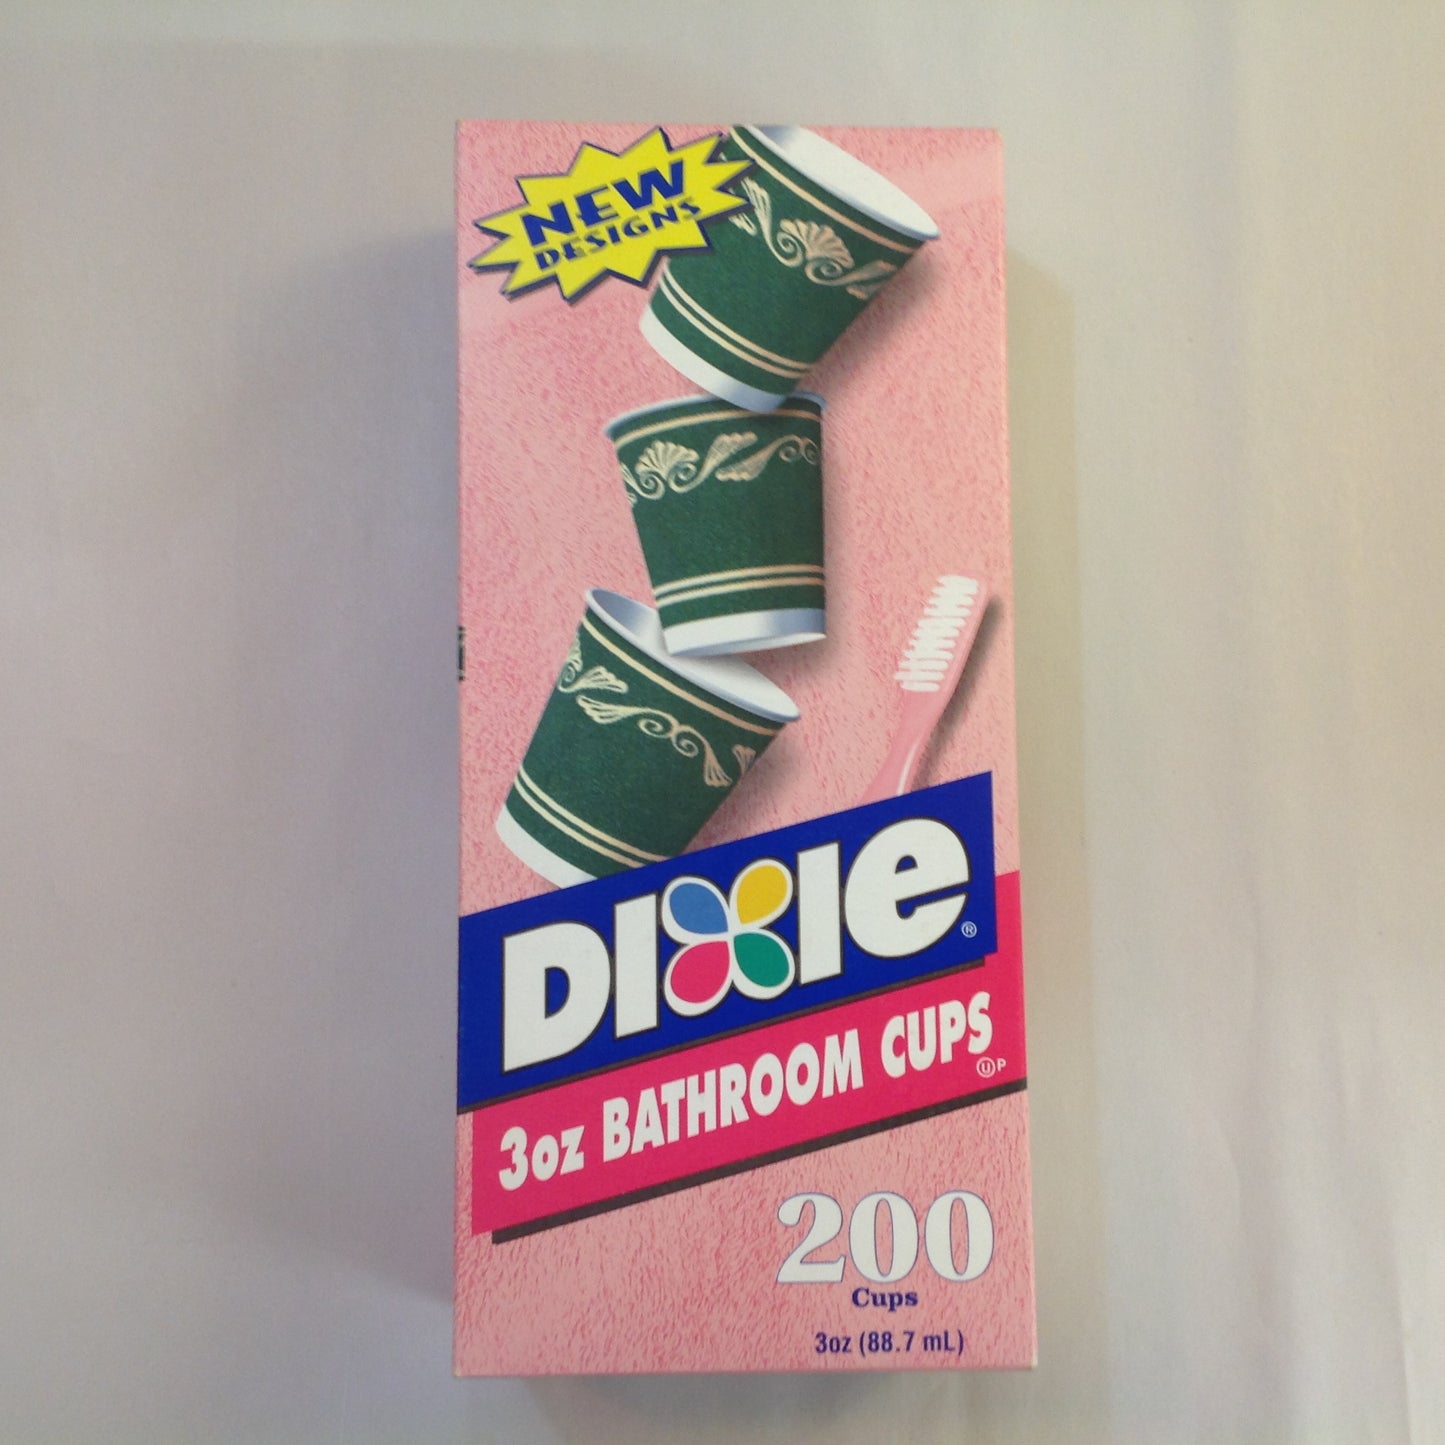 NEW
DESIGNS
DIXIE®
3oz BATHROOM CUPS
Ⓤ P
200
Cups
3oz (88.7 mL)